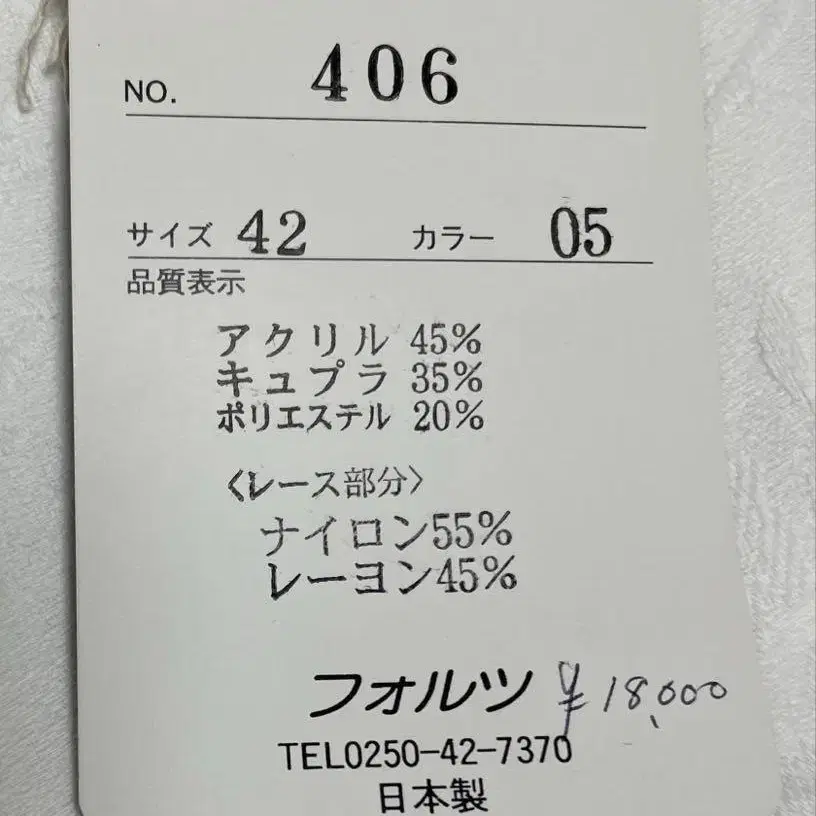 NO. 406
サイズ 42 カラー 05
品質表示
アクリル 45%
キュプラ 35%
ポリエステル 20%
〈レース部分〉
ナイロン55%
レーヨン45%
フォルツ ¥18,000
TEL0250-42-7370
日本製